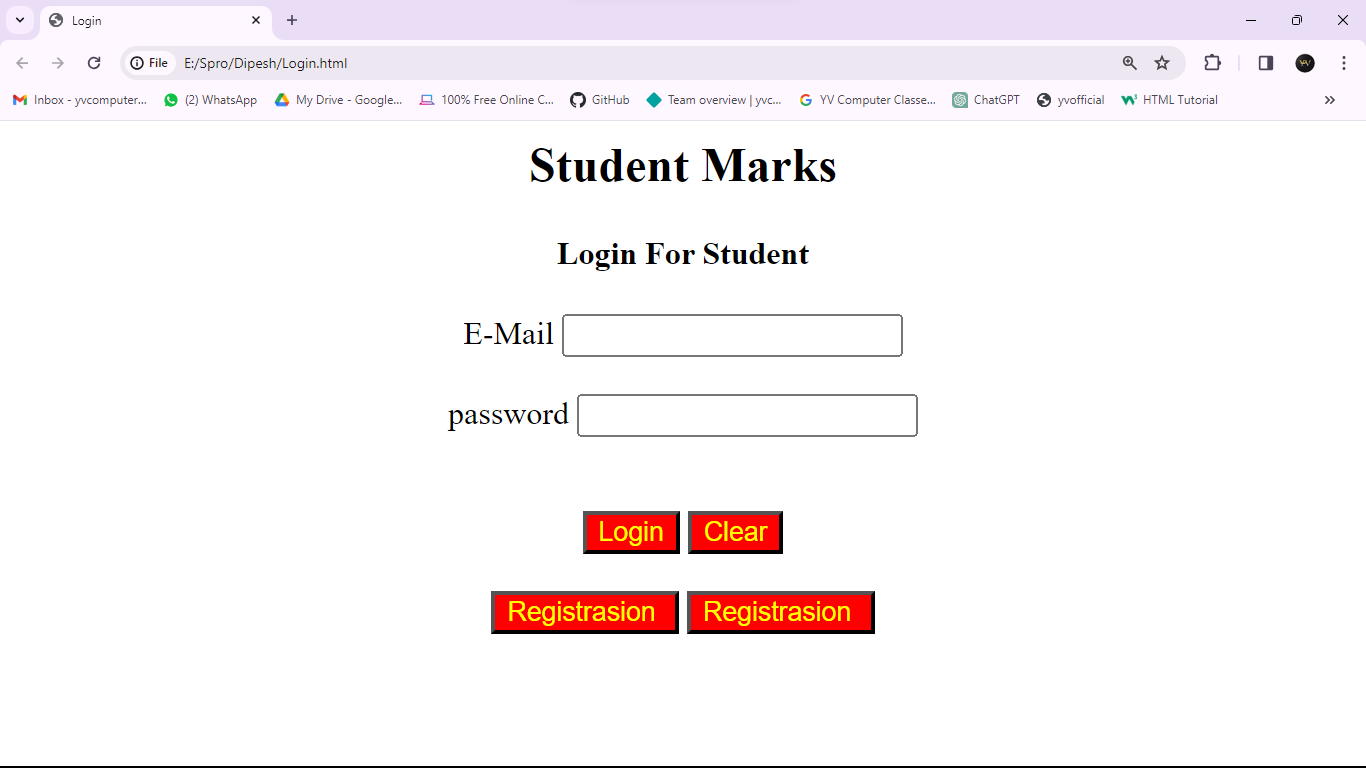 Login
File E:/Spro/Dipesh/Login.html
Inbox - yvcomputer... (2) WhatsApp My Drive - Google... 100% Free Online C... GitHub Team overview | yvc... YV Computer Classe... ChatGPT yvofficial HTML Tutorial
Student Marks
Login For Student
E-Mail
password
Login Clear
Registrasion Registrasion